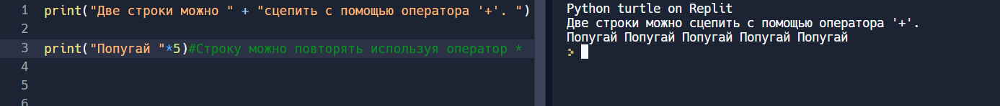 1 print("Две строки можно " + "сцепить с помощью оператора '+'. ")
2
3 print("Попугай "*5)#Строку можно повторять используя оператор *
4
5
6
Python turtle on Replit
Две строки можно сцепить с помощью оператора '+'.
Попугай Попугай Попугай Попугай Попугай
>